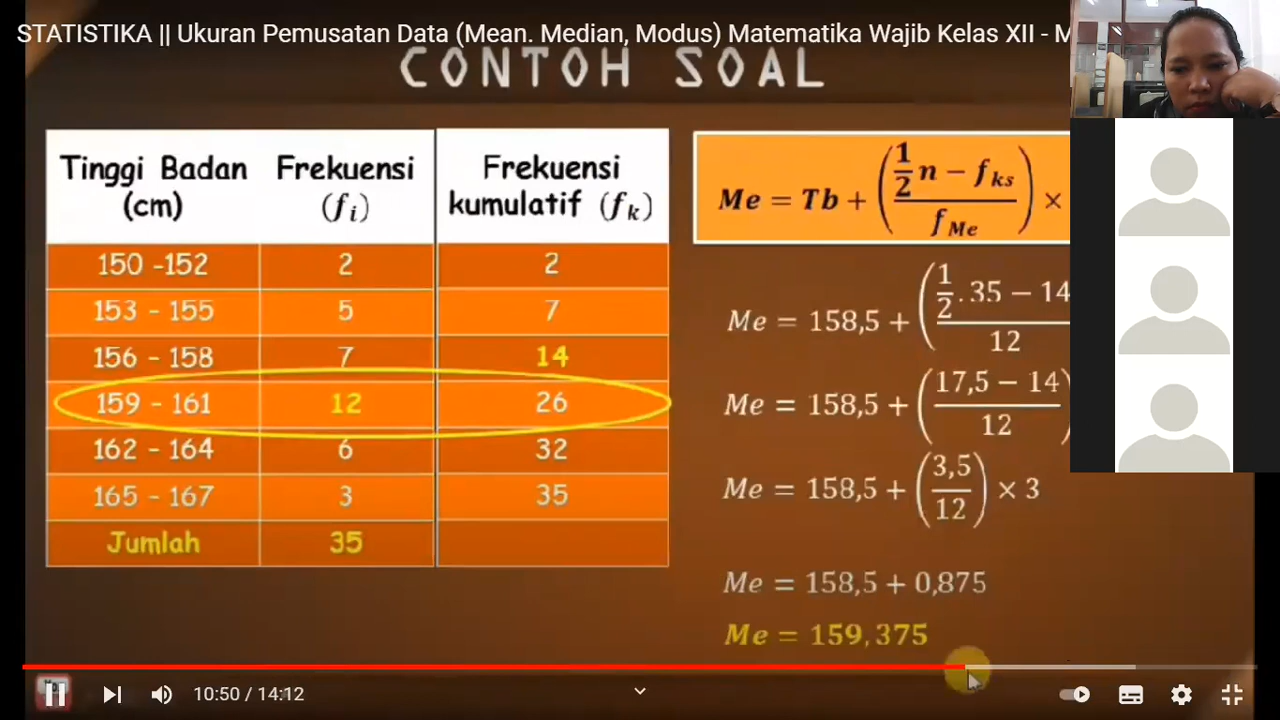 STATISTIKA || Ukuran Pemusatan Data (Mean. Median, Modus) Matematika Wajib Kelas XII - M
CONTOH SOAL
Tinggi Badan (cm) Frekuensi (fi) Frekuensi kumulatif (fk)
150 -152 2 2
153 - 155 5 7
156 - 158 7 14
159 - 161 12 26
162 - 164 6 32
165 - 167 3 35
Jumlah 35
Me = Tb + (½n − fks / fMe) ×
Me = 158,5 + (½ . 35 − 14 / 12
Me = 158,5 + (17,5 − 14 / 12)
Me = 158,5 + (3,5 / 12) × 3
Me = 158,5 + 0,875
Me = 159,375
10:50 / 14:12